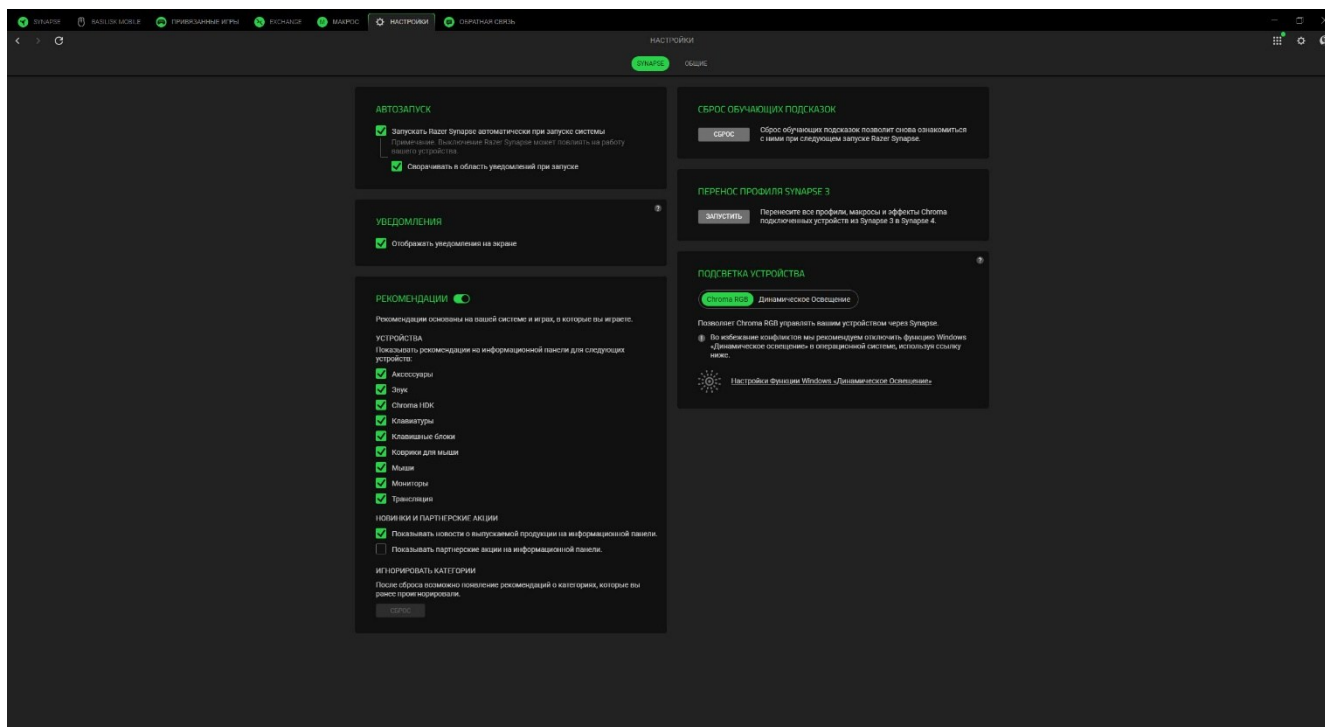 SYNAPSE
BASILISK MOBILE
ПРИВЯЗАННЫЕ ИГРЫ
EXCHANGE
МАКРОС
НАСТРОЙКИ
ОБРАТНАЯ СВЯЗЬ
НАСТРОЙКИ
SYNAPSE
ОБЩИЕ
АВТОЗАПУСК
Запускать Razer Synapse автоматически при запуске системы
Примечание. Выключение Razer Synapse может повлиять на работу
вашего устройства.
Сворачивать в область уведомлений при запуске
УВЕДОМЛЕНИЯ
Отображать уведомления на экране
РЕКОМЕНДАЦИИ
Рекомендации основаны на вашей системе и играх, в которые вы играете.
УСТРОЙСТВА
Показывать рекомендации на информационной панели для следующих
устройств:
Аксессуары
Звук
Chroma HDK
Клавиатуры
Клавишные блоки
Коврики для мыши
Мыши
Мониторы
Трансляция
НОВИНКИ И ПАРТНЕРСКИЕ АКЦИИ
Показывать новости о выпускаемой продукции на информационной панели.
Показывать партнерские акции на информационной панели.
ИГНОРИРОВАТЬ КАТЕГОРИИ
После сброса возможно появление рекомендаций о категориях, которые вы
ранее проигнорировали.
СБРОС
СБРОС ОБУЧАЮЩИХ ПОДСКАЗОК
СБРОС
Сброс обучающих подсказок позволит снова ознакомиться
с ними при следующем запуске Razer Synapse.
ПЕРЕНОС ПРОФИЛЯ SYNAPSE 3
ЗАПУСТИТЬ
Перенесите все профили, макросы и эффекты Chroma
подключенных устройств из Synapse 3 в Synapse 4.
ПОДСВЕТКА УСТРОЙСТВА
Chroma RGB
Динамическое Освещение
Позволяет Chroma RGB управлять вашим устройством через Synapse.
Во избежание конфликтов мы рекомендуем отключить функцию Windows
«Динамическое освещение» в операционной системе, используя ссылку
ниже.
Настройки Функции Windows «Динамическое Освещение»